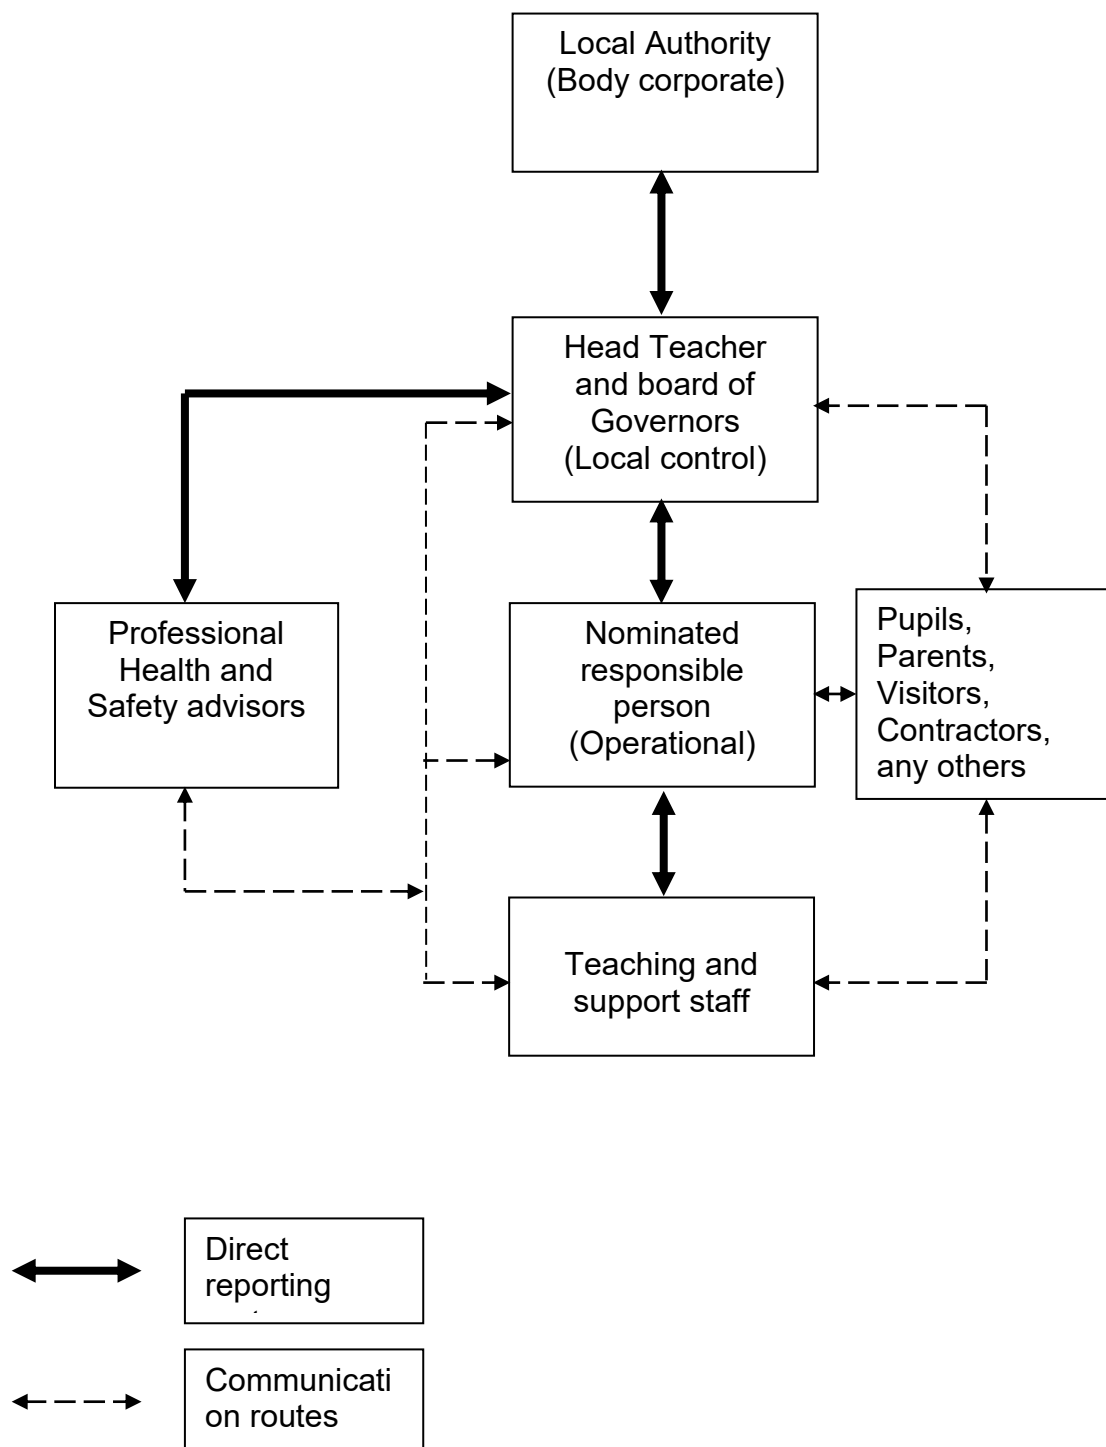 Local Authority
(Body corporate)
Head Teacher
and board of
Governors
(Local control)
Professional
Health and
Safety advisors
Nominated
responsible
person
(Operational)
Pupils,
Parents,
Visitors,
Contractors,
any others
Teaching and
support staff
Direct
reporting
Communicati
on routes